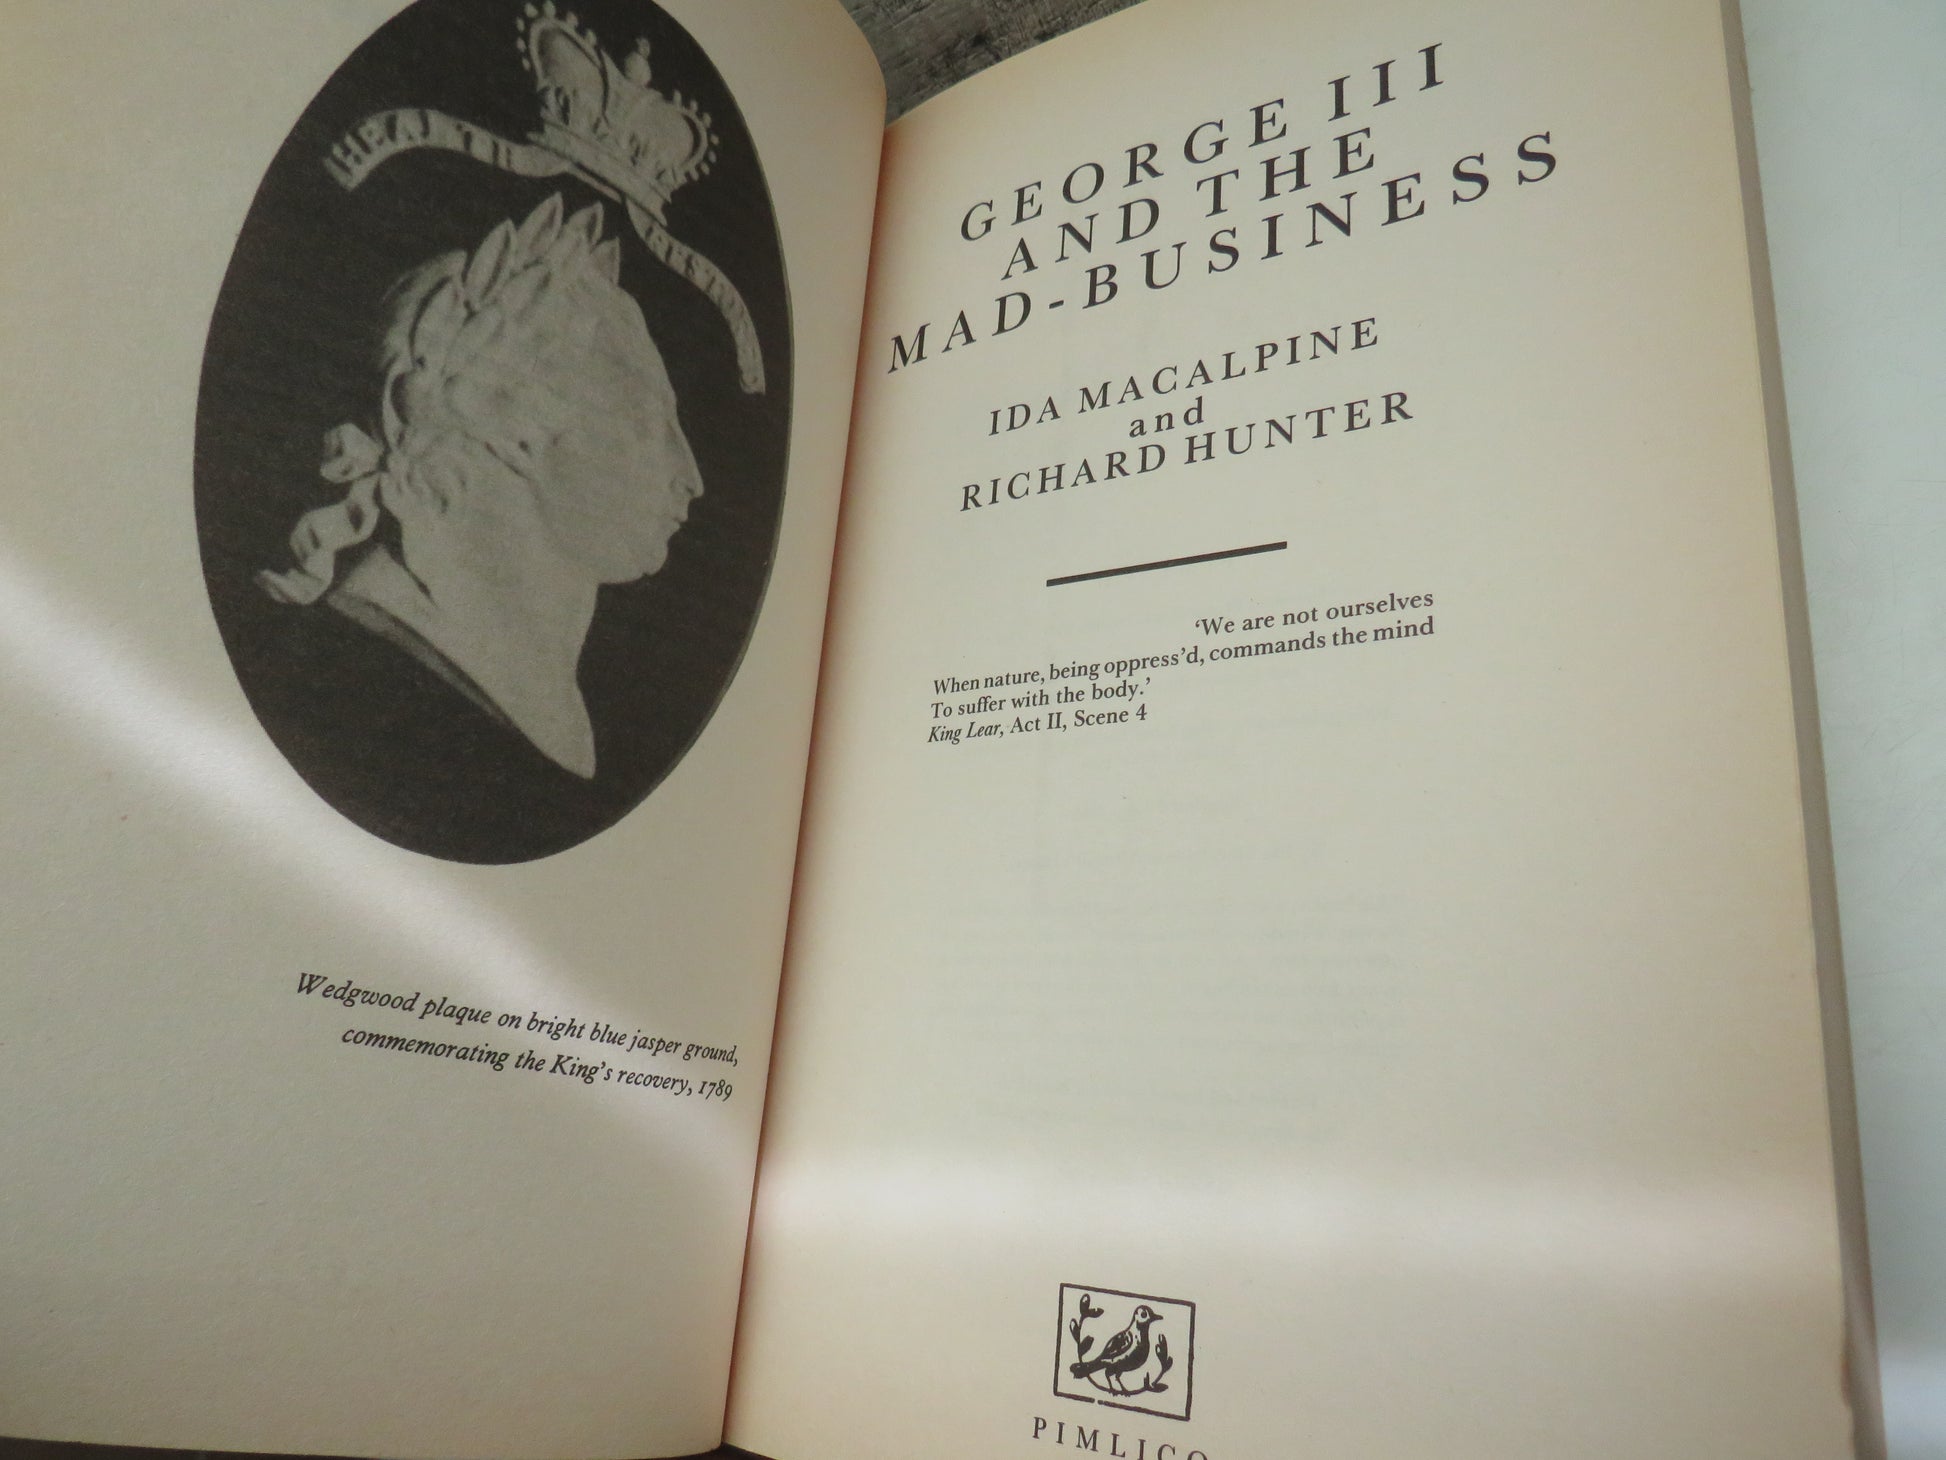 HEALTH
RESTORED
Wedgwood plaque on bright blue jasper ground,
commemorating the King's recovery, 1789
GEORGE III
AND THE
MAD-BUSINESS
IDA MACALPINE
and
RICHARD HUNTER
‘We are not ourselves
When nature, being oppress’d, commands the mind
To suffer with the body.’
King Lear, Act II, Scene 4
PIMLICO